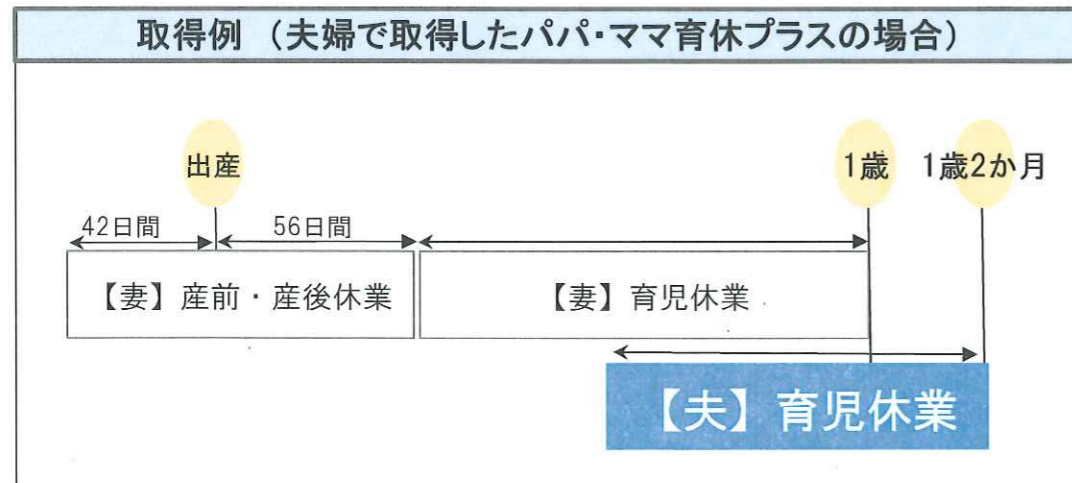 取得例 (夫婦で取得したパパ・ママ育休プラスの場合)
出産
1歳
1歳2か月
42日間
56日間
【妻】産前・産後休業
【妻】育児休業
【夫】育児休業